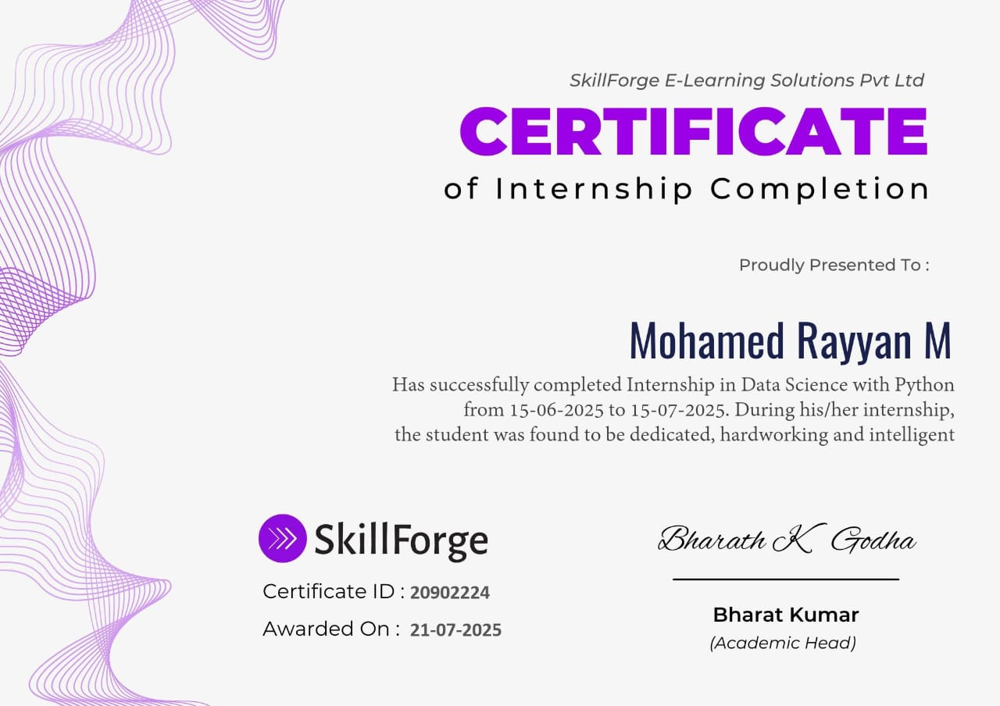 SkillForge E-Learning Solutions Pvt Ltd
CERTIFICATE
of Internship Completion
Proudly Presented To :
Mohamed Rayyan M
Has successfully completed Internship in Data Science with Python
from 15-06-2025 to 15-07-2025. During his/her internship,
the student was found to be dedicated, hardworking and intelligent
SkillForge
Certificate ID : 20902224
Awarded On : 21-07-2025
Bharath K Godha
Bharat Kumar
(Academic Head)